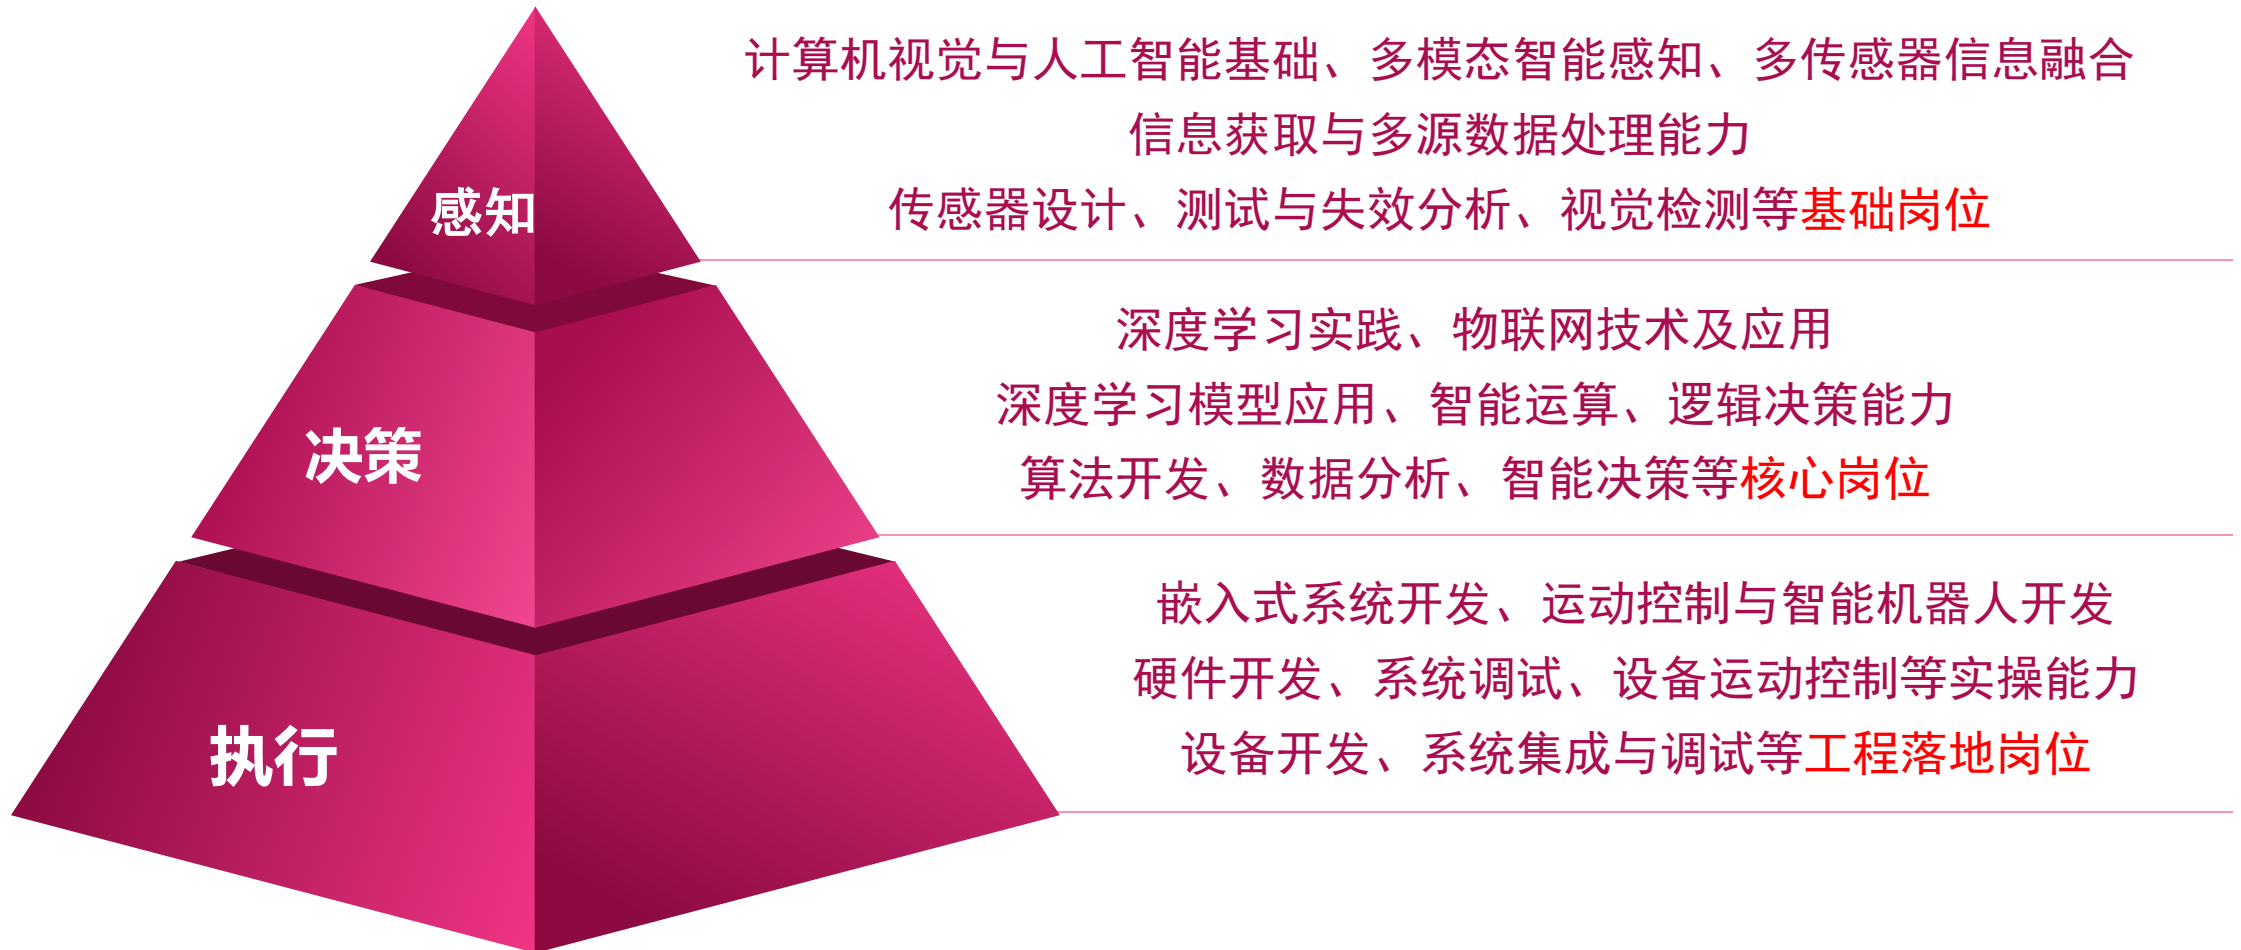 计算机视觉与人工智能基础、多模态智能感知、多传感器信息融合
信息获取与多源数据处理能力
传感器设计、测试与失效分析、视觉检测等基础岗位
感知
深度学习实践、物联网技术及应用
深度学习模型应用、智能运算、逻辑决策能力
算法开发、数据分析、智能决策等核心岗位
决策
嵌入式系统开发、运动控制与智能机器人开发
硬件开发、系统调试、设备运动控制等实操能力
设备开发、系统集成与调试等工程落地岗位
执行